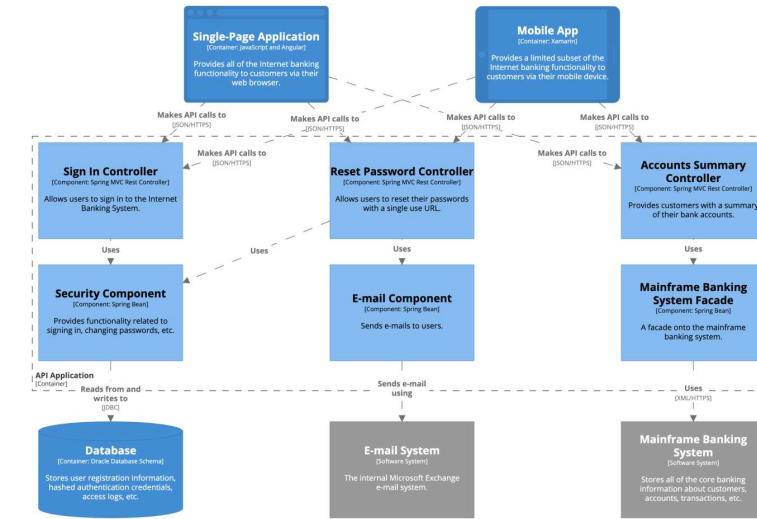 Single-Page Application
[Container: JavaScript and Angular]
Provides all of the Internet banking
functionality to customers via their
web browser.
Mobile App
[Container: Xamarin]
Provides a limited subset of the
Internet banking functionality to
customers via their mobile device.
Makes API calls to
[JSON/HTTPS]
Makes API calls to
[JSON/HTTPS]
Makes API calls to
[JSON/HTTPS]
Makes API calls to
[JSON/HTTPS]
Makes API calls to
[JSON/HTTPS]
Makes API calls to
[JSON/HTTPS]
Sign In Controller
[Component: Spring MVC Rest Controller]
Allows users to sign in to the Internet
Banking System.
Reset Password Controller
[Component: Spring MVC Rest Controller]
Allows users to reset their passwords
with a single use URL.
Accounts Summary
Controller
[Component: Spring MVC Rest Controller]
Provides customers with a summary
of their bank accounts.
Uses
Uses
Uses
Uses
Security Component
[Component: Spring Bean]
Provides functionality related to
signing in, changing passwords, etc.
E-mail Component
[Component: Spring Bean]
Sends e-mails to users.
Mainframe Banking
System Facade
[Component: Spring Bean]
A facade onto the mainframe
banking system.
API Application
[Container]
Reads from and
writes to
[JDBC]
Sends e-mail
using
Uses
[XML/HTTPS]
Database
[Container: Oracle Database Schema]
Stores user registration information,
hashed authentication credentials,
access logs, etc.
E-mail System
[Software System]
The internal Microsoft Exchange
e-mail system.
Mainframe Banking
System
[Software System]
Stores all of the core banking
information about customers,
accounts, transactions, etc.